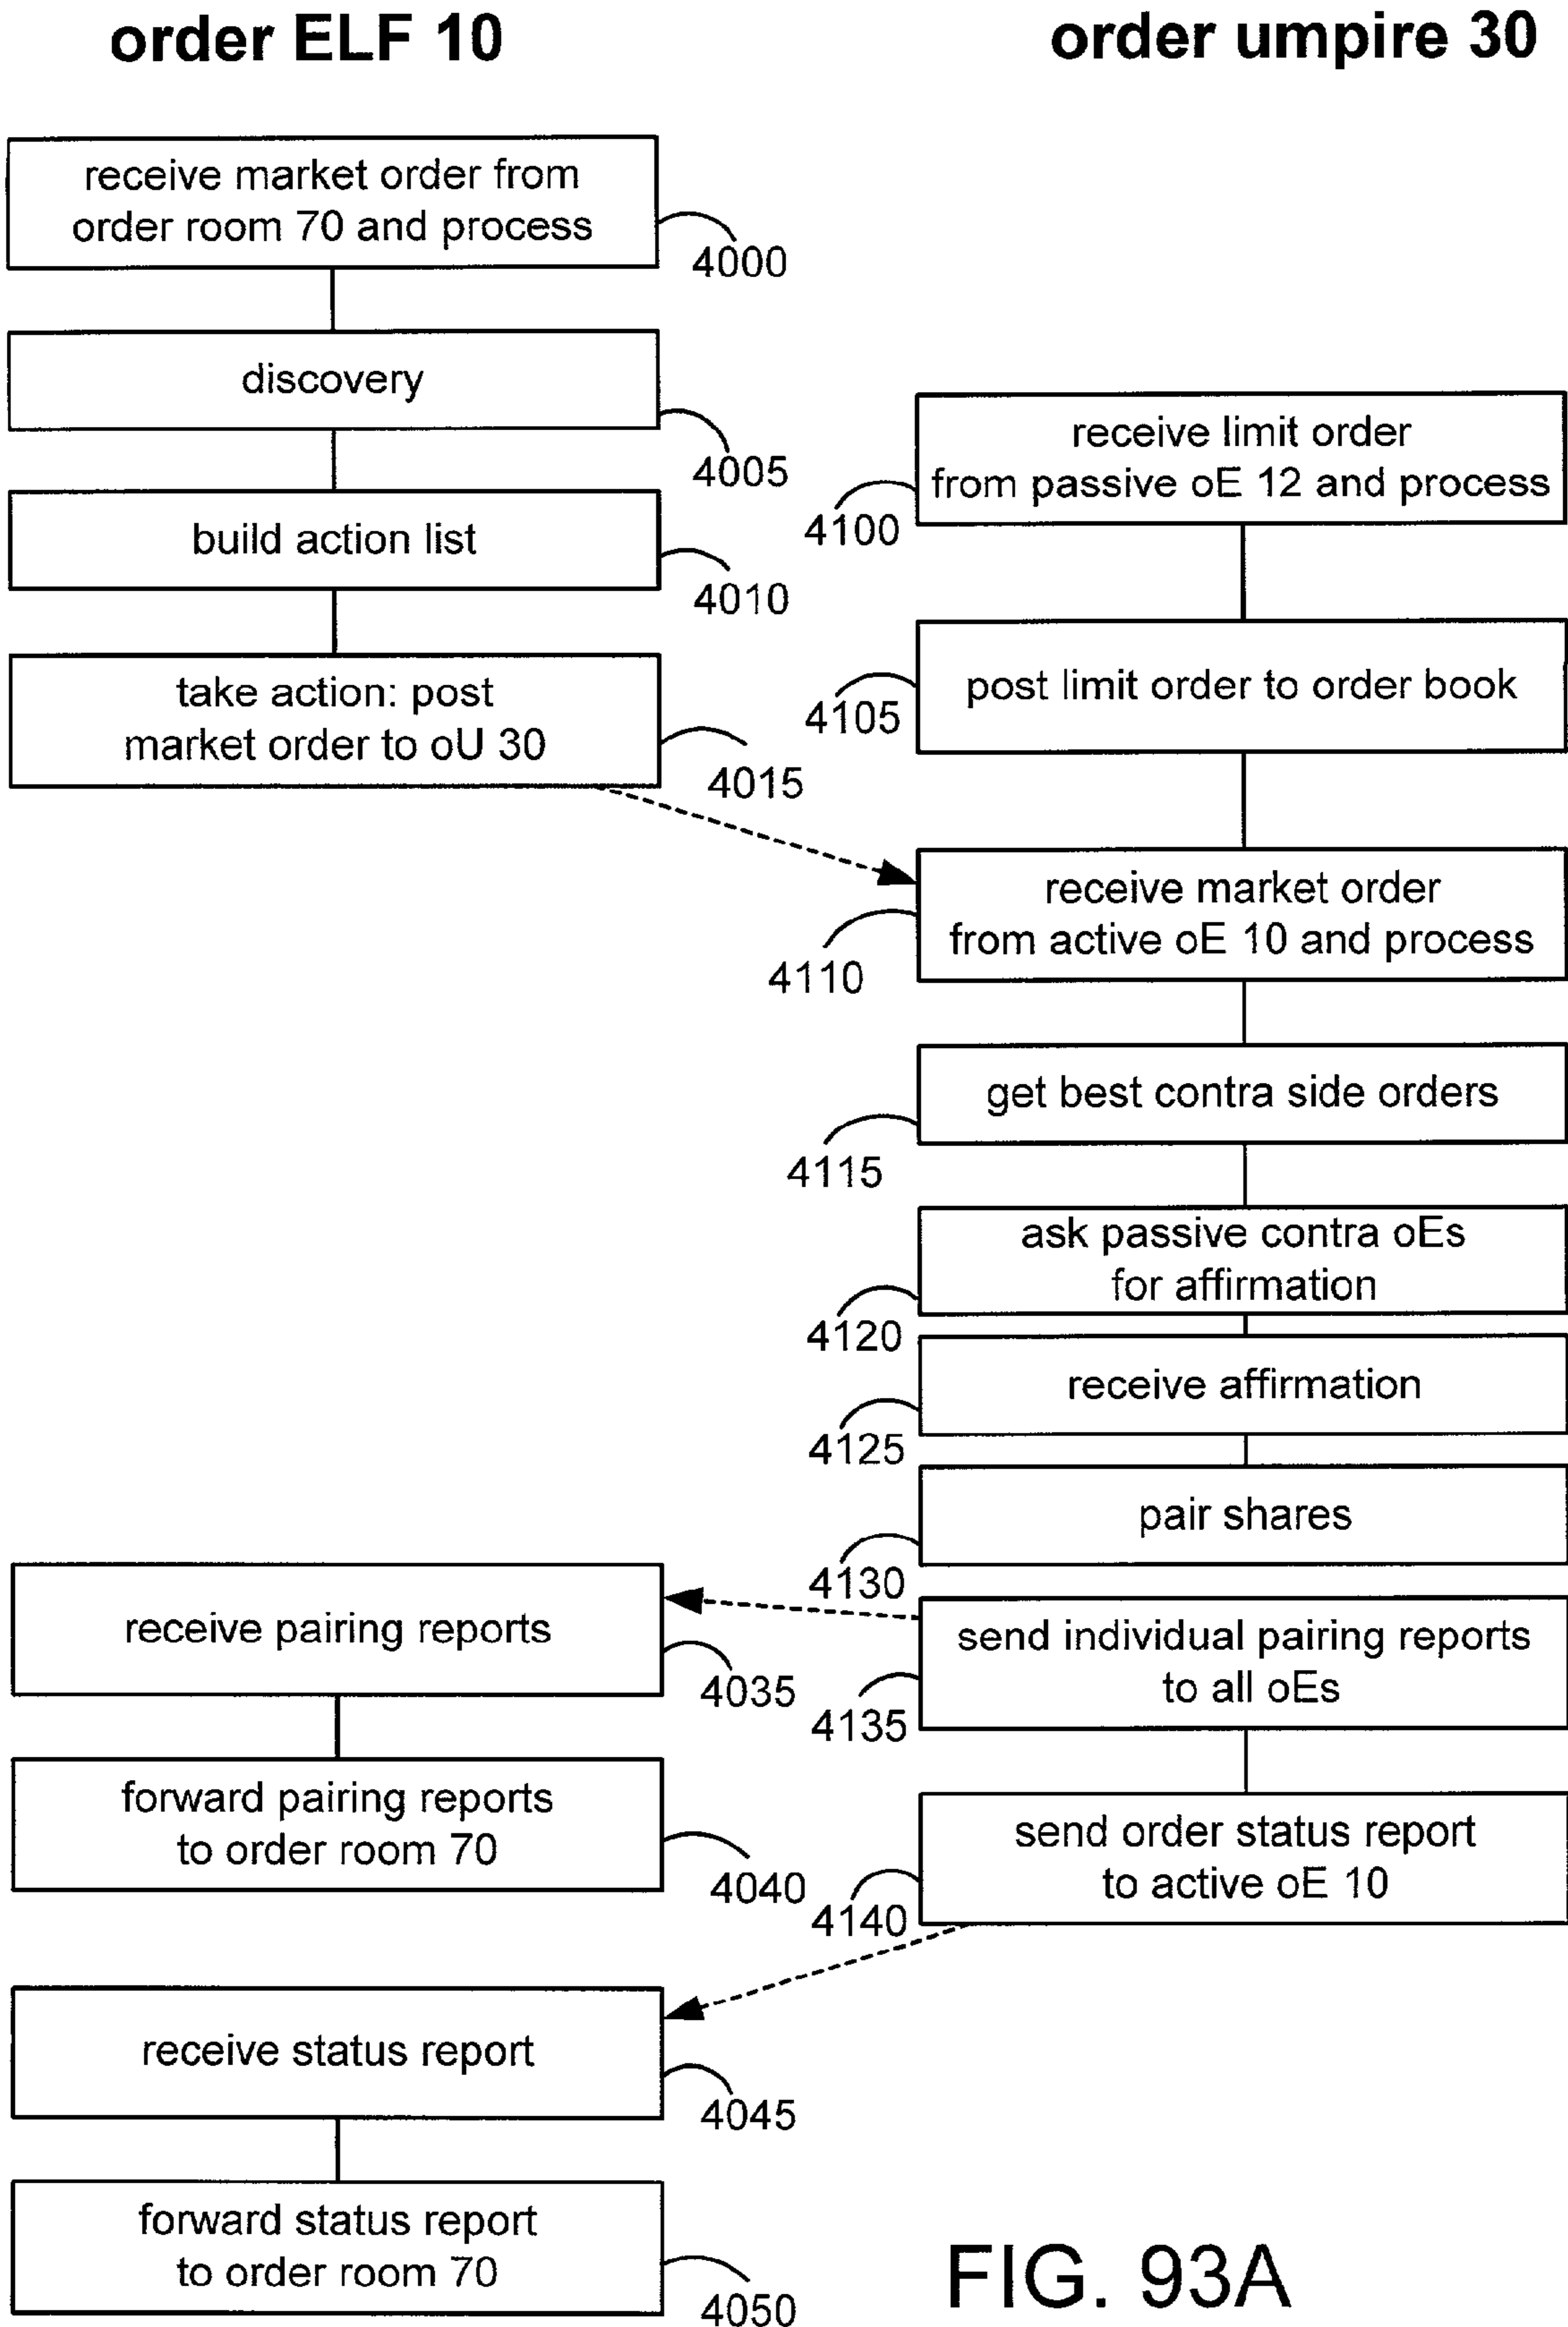 order ELF 10
receive market order from
order room 70 and process
4000
discovery
4005
build action list
4010
take action: post
market order to oU 30
4015
receive pairing reports
4035
forward pairing reports
to order room 70
4040
receive status report
4045
forward status report
to order room 70
4050
order umpire 30
receive limit order
from passive oE 12 and process
4100
post limit order to order book
4105
receive market order
from active oE 10 and process
4110
get best contra side orders
4115
ask passive contra oEs
for affirmation
4120
receive affirmation
4125
pair shares
4130
send individual pairing reports
to all oEs
4135
send order status report
to active oE 10
4140
FIG. 93A